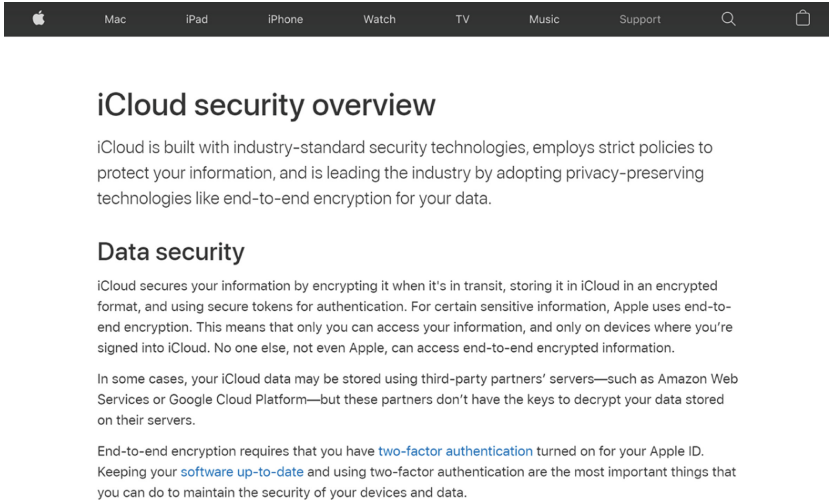 Mac iPad iPhone Watch TV Music Support
iCloud security overview
iCloud is built with industry-standard security technologies, employs strict policies to
protect your information, and is leading the industry by adopting privacy-preserving
technologies like end-to-end encryption for your data.
Data security
iCloud secures your information by encrypting it when it's in transit, storing it in iCloud in an encrypted
format, and using secure tokens for authentication. For certain sensitive information, Apple uses end-to-
end encryption. This means that only you can access your information, and only on devices where you’re
signed into iCloud. No one else, not even Apple, can access end-to-end encrypted information.
In some cases, your iCloud data may be stored using third-party partners’ servers—such as Amazon Web
Services or Google Cloud Platform—but these partners don’t have the keys to decrypt your data stored
on their servers.
End-to-end encryption requires that you have two-factor authentication turned on for your Apple ID.
Keeping your software up-to-date and using two-factor authentication are the most important things that
you can do to maintain the security of your devices and data.